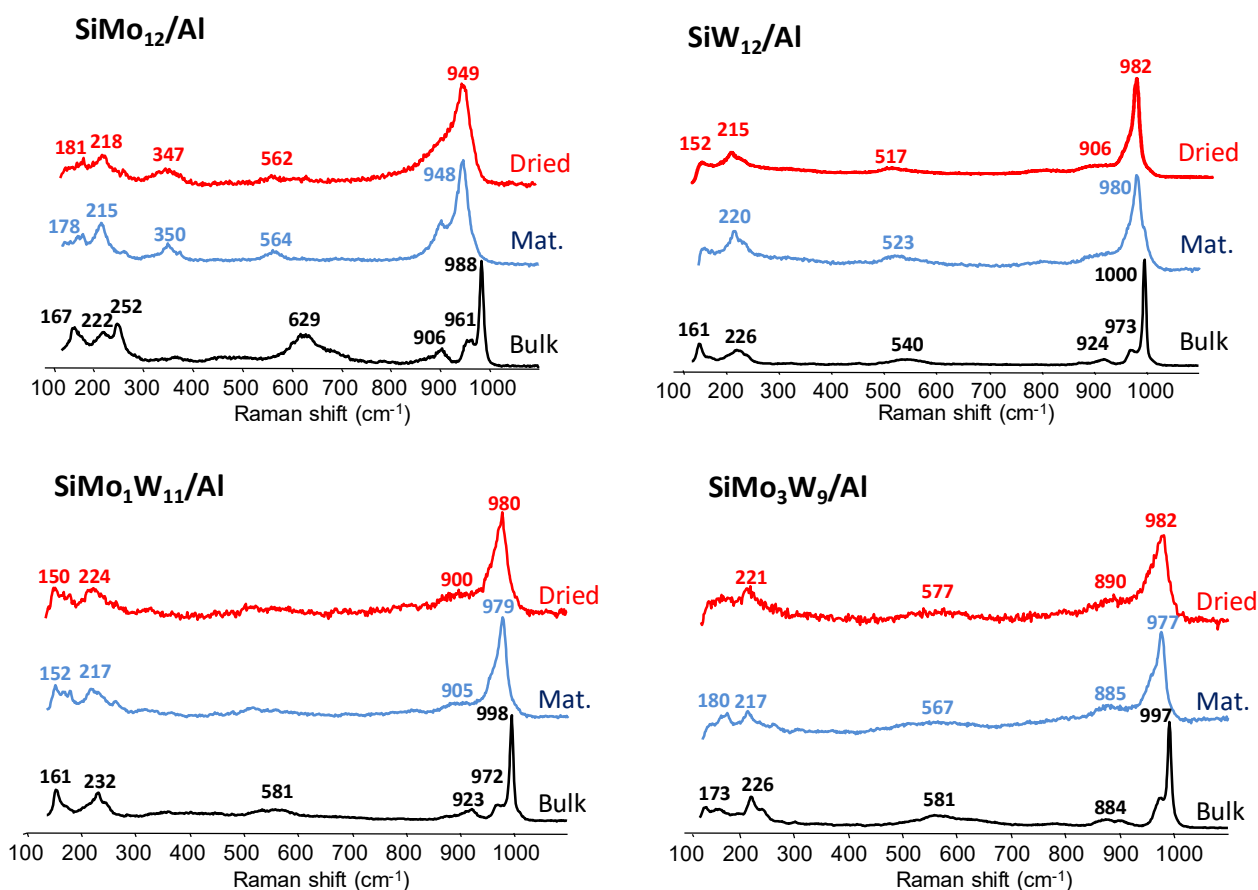 SiMo₁₂/Al
949
181 218 347 562 Dried
948
178 215 350 564 Mat.
988
167 222 252 629 906 961 Bulk
100 200 300 400 500 600 700 800 900 1000
Raman shift (cm⁻¹)
SiW₁₂/Al
982
152 215 517 906 Dried
980
220 523 Mat.
1000
161 226 540 924 973 Bulk
100 200 300 400 500 600 700 800 900 1000
Raman shift (cm⁻¹)
SiMo₁W₁₁/Al
980
150 224 900 Dried
979
152 217 905 Mat.
998
161 232 581 923 972 Bulk
100 200 300 400 500 600 700 800 900 1000
Raman shift (cm⁻¹)
SiMo₃W₉/Al
982
221 577 890 Dried
977
180 217 567 885 Mat.
997
173 226 581 884 Bulk
100 200 300 400 500 600 700 800 900 1000
Raman shift (cm⁻¹)